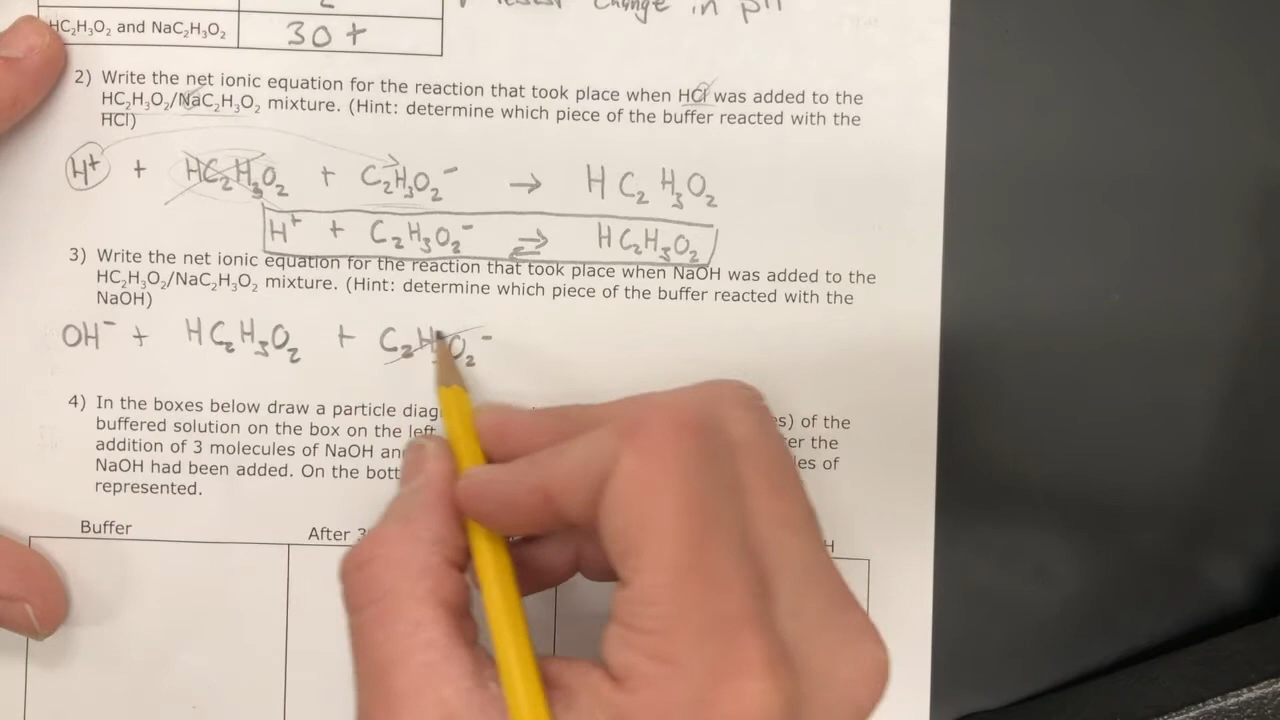 change in pH
HC₂H₃O₂ and NaC₂H₃O₂ 30+
2) Write the net ionic equation for the reaction that took place when HCl was added to the
HC₂H₃O₂/NaC₂H₃O₂ mixture. (Hint: determine which piece of the buffer reacted with the
HCl)
H⁺ + HC₂H₃O₂ + C₂H₃O₂⁻ → HC₂H₃O₂
H⁺ + C₂H₃O₂⁻ ⇌ HC₂H₃O₂
3) Write the net ionic equation for the reaction that took place when NaOH was added to the
HC₂H₃O₂/NaC₂H₃O₂ mixture. (Hint: determine which piece of the buffer reacted with the
NaOH)
OH⁻ + HC₂H₃O₂ + C₂H₃O₂⁻
4) In the boxes below draw a particle of the
buffered solution on the box on the left the
addition of 3 molecules of NaOH of
NaOH had been added. On the
represented.
Buffer After